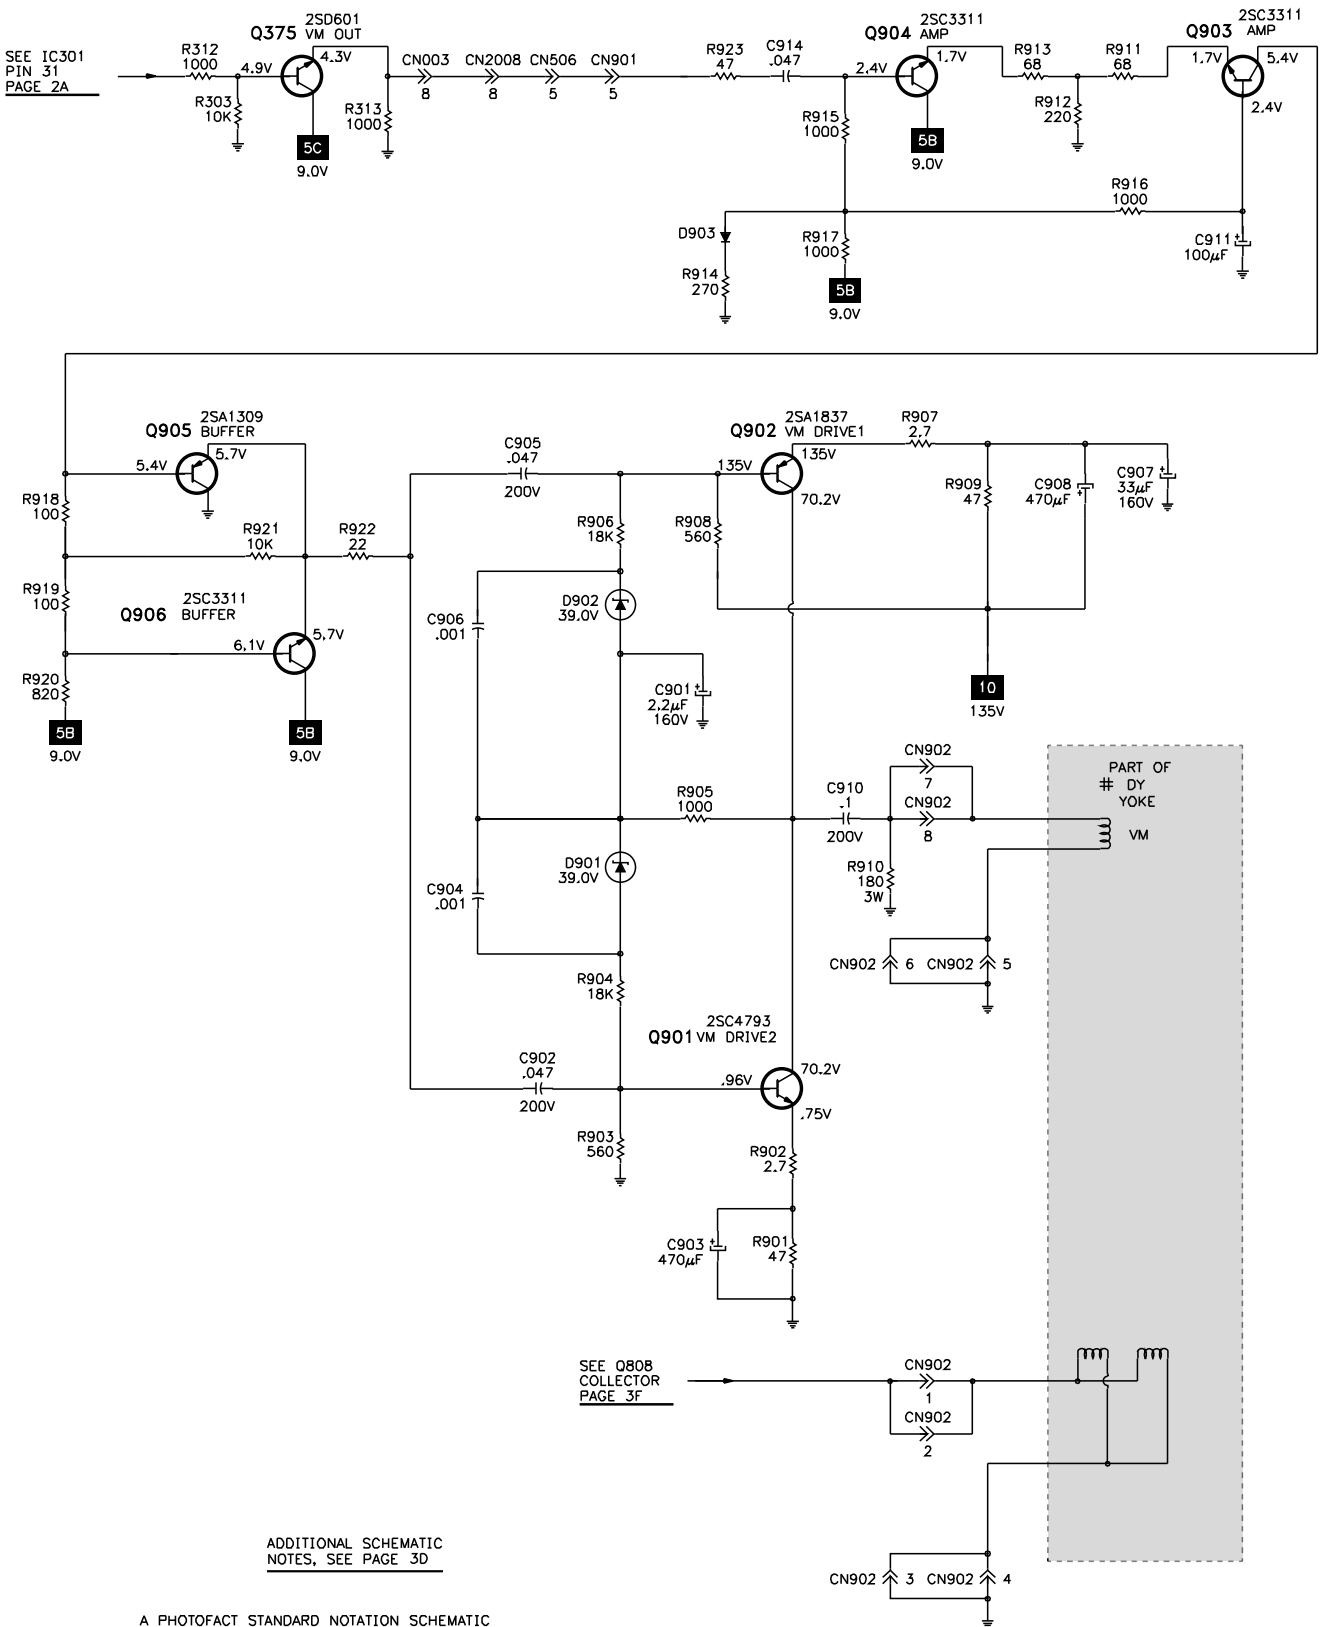 SEE IC301
PIN 31
PAGE 2A
R312
1000
4.9V
R303
10K
Q375
2SD601
VM OUT
4.3V
5C
9.0V
R313
1000
CN003
8
CN2008
8
CN506
5
CN901
5
R923
47
C914
.047
2.4V
Q904
2SC3311
AMP
1.7V
5B
9.0V
R913
68
R911
68
R912
220
Q903
2SC3311
AMP
1.7V
5.4V
2.4V
R915
1000
R916
1000
D903
R914
270
R917
1000
5B
9.0V
C911
+
100µF
Q905
2SA1309
BUFFER
5.4V
5.7V
R918
100
R921
10K
R922
22
R919
100
Q906
2SC3311
BUFFER
6.1V
5.7V
R920
820
5B
9.0V
5B
9.0V
C905
.047
200V
Q902
2SA1837
VM DRIVE1
135V
135V
70.2V
R907
2.7
R906
18K
R908
560
R909
47
C908
470µF
+
C907
+
33µF
160V
C906
.001
D902
39.0V
C901
+
2.2µF
160V
10
135V
R905
1000
C910
.1
200V
CN902
7
CN902
8
PART OF
# DY
YOKE
VM
D901
39.0V
C904
.001
R910
180
3W
CN902
6
CN902
5
R904
18K
Q901
2SC4793
VM DRIVE2
.96V
70.2V
.75V
C902
.047
200V
R903
560
R902
2.7
C903
+
470µF
R901
47
SEE Q808
COLLECTOR
PAGE 3F
CN902
1
CN902
2
CN902
3
CN902
4
ADDITIONAL SCHEMATIC
NOTES, SEE PAGE 3D
A PHOTOFACT STANDARD NOTATION SCHEMATIC